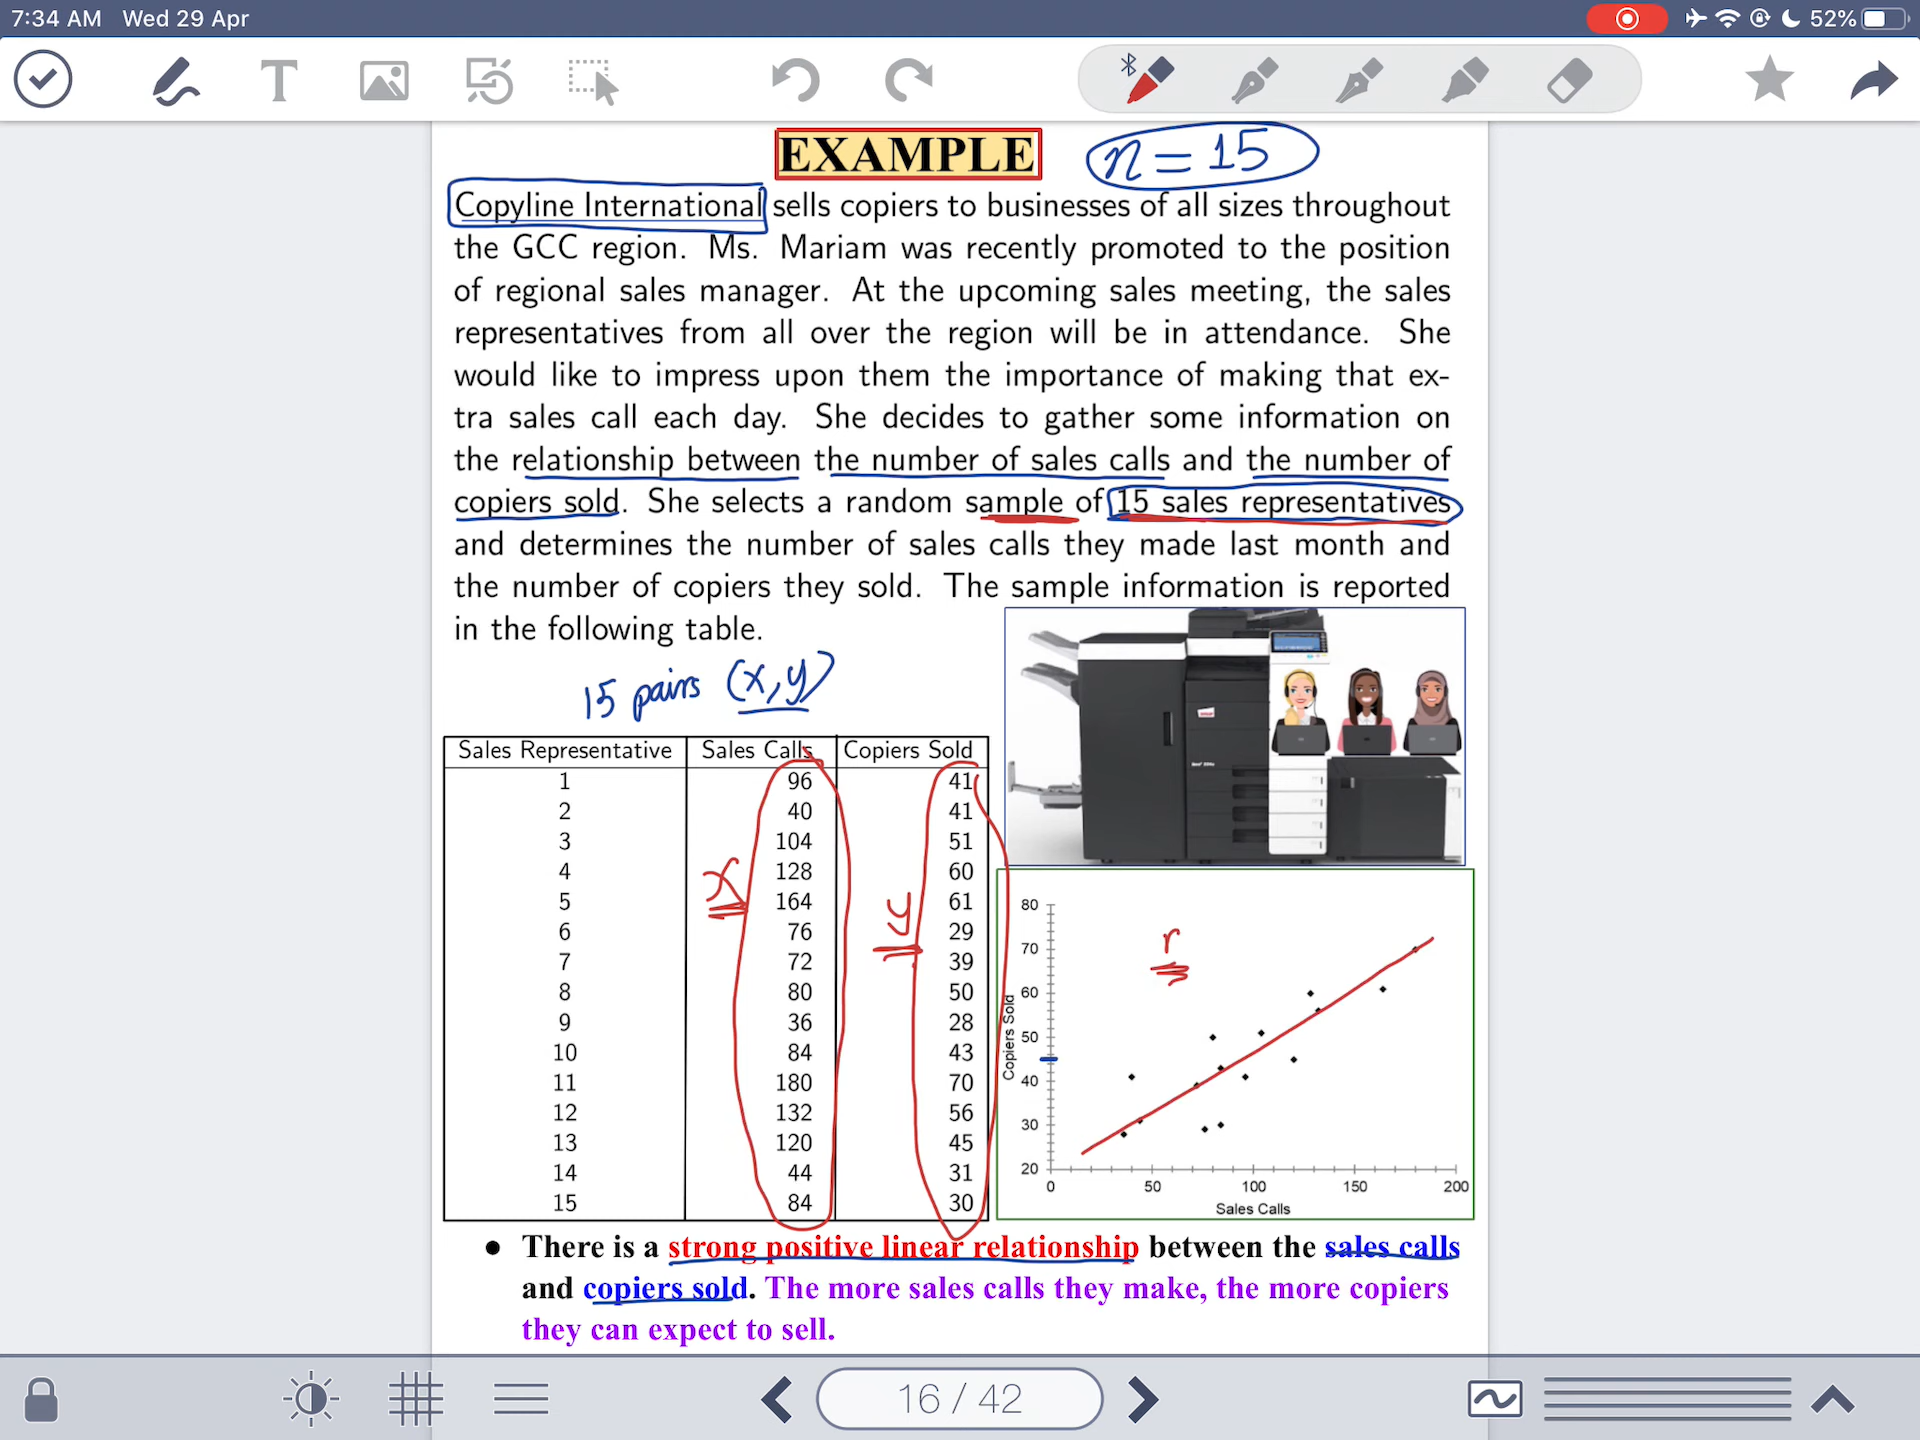 7:34 AM Wed 29 Apr
52%
EXAMPLE n = 15
Copyline International sells copiers to businesses of all sizes throughout
the GCC region. Ms. Mariam was recently promoted to the position
of regional sales manager. At the upcoming sales meeting, the sales
representatives from all over the region will be in attendance. She
would like to impress upon them the importance of making that ex-
tra sales call each day. She decides to gather some information on
the relationship between the number of sales calls and the number of
copiers sold. She selects a random sample of 15 sales representatives
and determines the number of sales calls they made last month and
the number of copiers they sold. The sample information is reported
in the following table.
15 pairs (x,y)
Sales Representative Sales Calls Copiers Sold
1 96 41
2 40 41
3 104 51
4 128 60
5 164 61
6 76 29
7 72 39
8 80 50
9 36 28
10 84 43
11 180 70
12 132 56
13 120 45
14 44 31
15 84 30
x
y
r
80
70
60
50
40
30
20
Copiers Sold
0 50 100 150 200
Sales Calls
• There is a strong positive linear relationship between the sales calls
and copiers sold. The more sales calls they make, the more copiers
they can expect to sell.
16 / 42